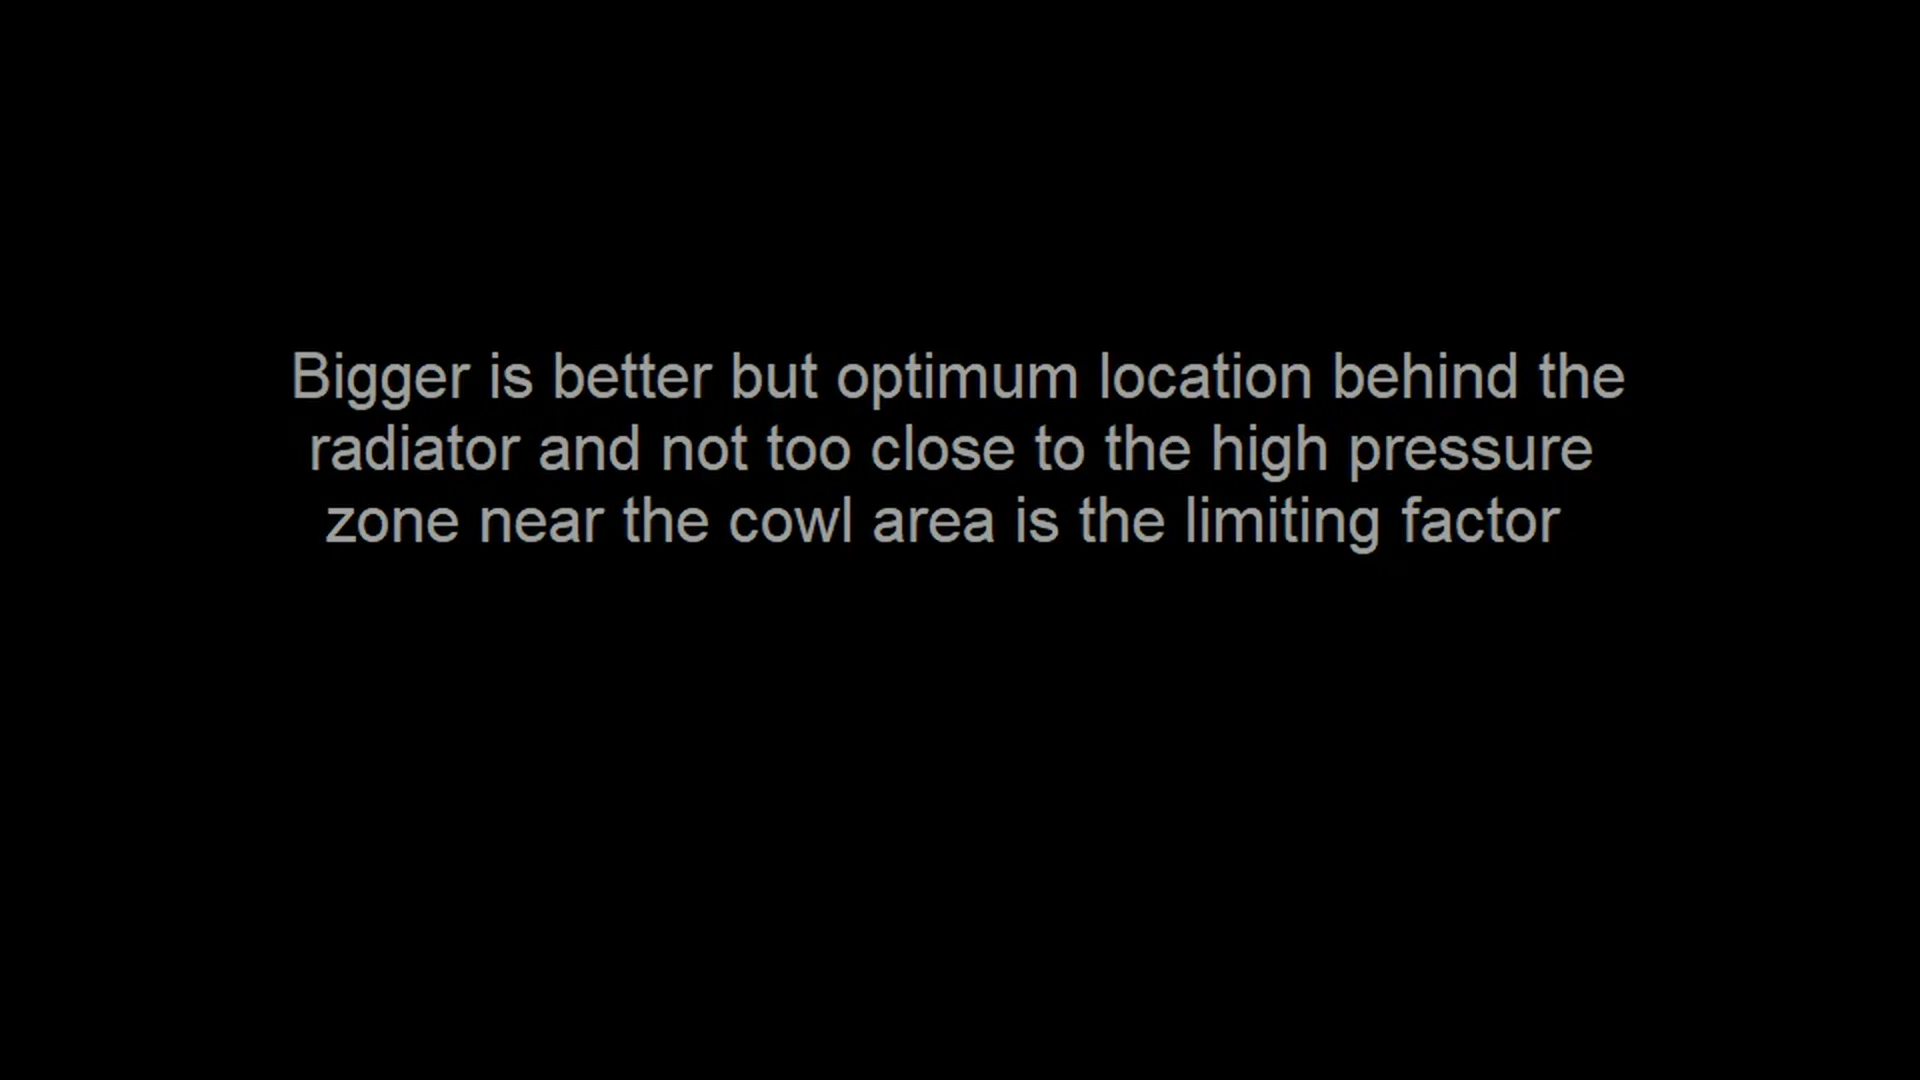 Bigger is better but optimum location behind the
radiator and not too close to the high pressure
zone near the cowl area is the limiting factor